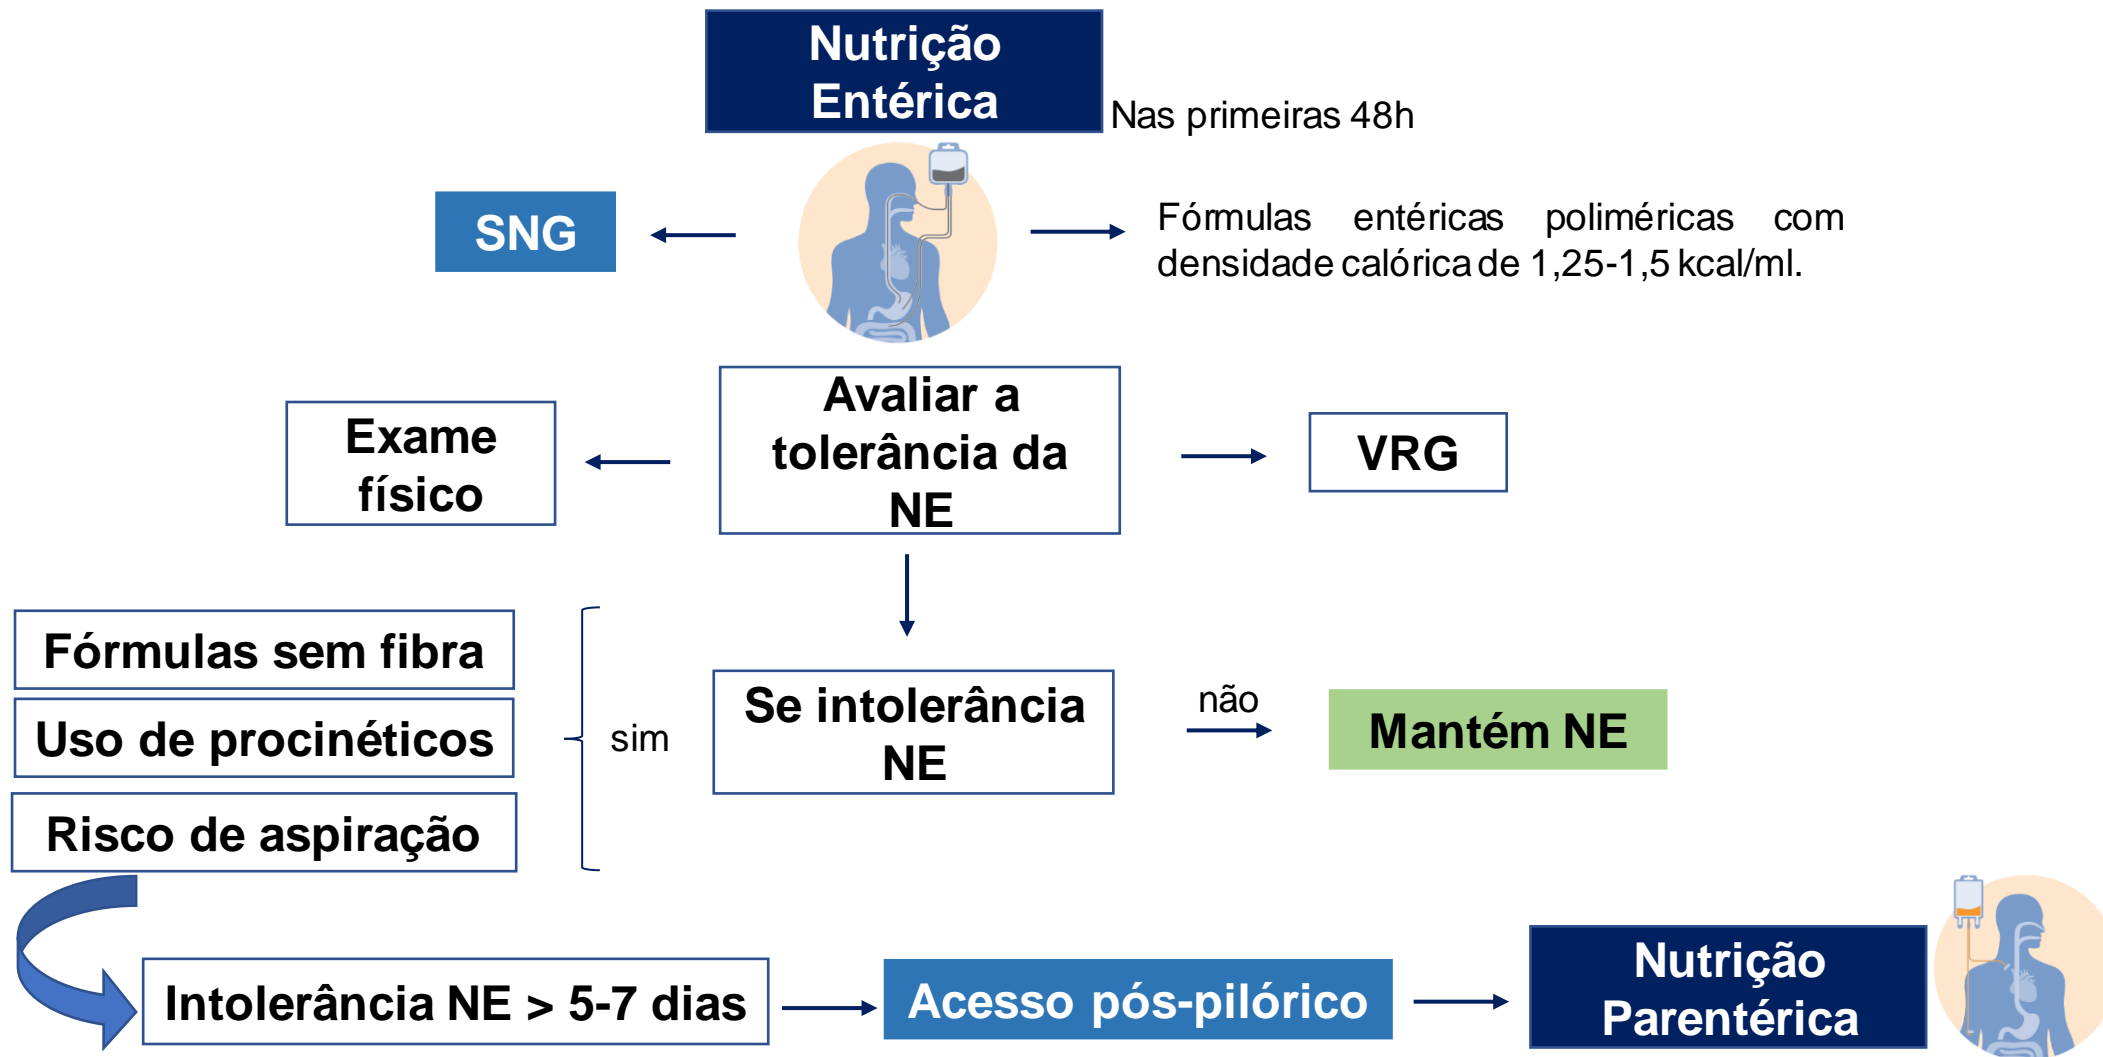 Nutrição
Entérica
Nas primeiras 48h
SNG
Fórmulas entéricas poliméricas com
densidade calórica de 1,25-1,5 kcal/ml.
Exame
físico
Avaliar a
tolerância da
NE
VRG
Fórmulas sem fibra
Uso de procinéticos
Risco de aspiração
sim
Se intolerância
NE
não
Mantém NE
Intolerância NE > 5-7 dias
Acesso pós-pilórico
Nutrição
Parentérica